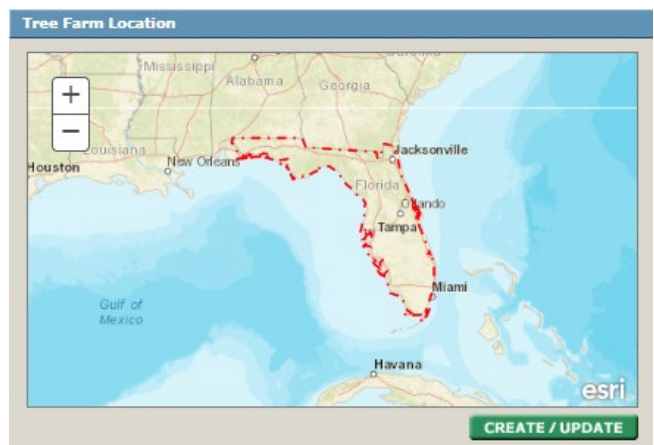 Tree Farm Location
+
−
Mississippi
Alabama
Georgia
Louisiana
Houston
New Orleans
Jacksonville
Florida
Orlando
Tampa
Miami
Gulf of
Mexico
Havana
esri
CREATE / UPDATE